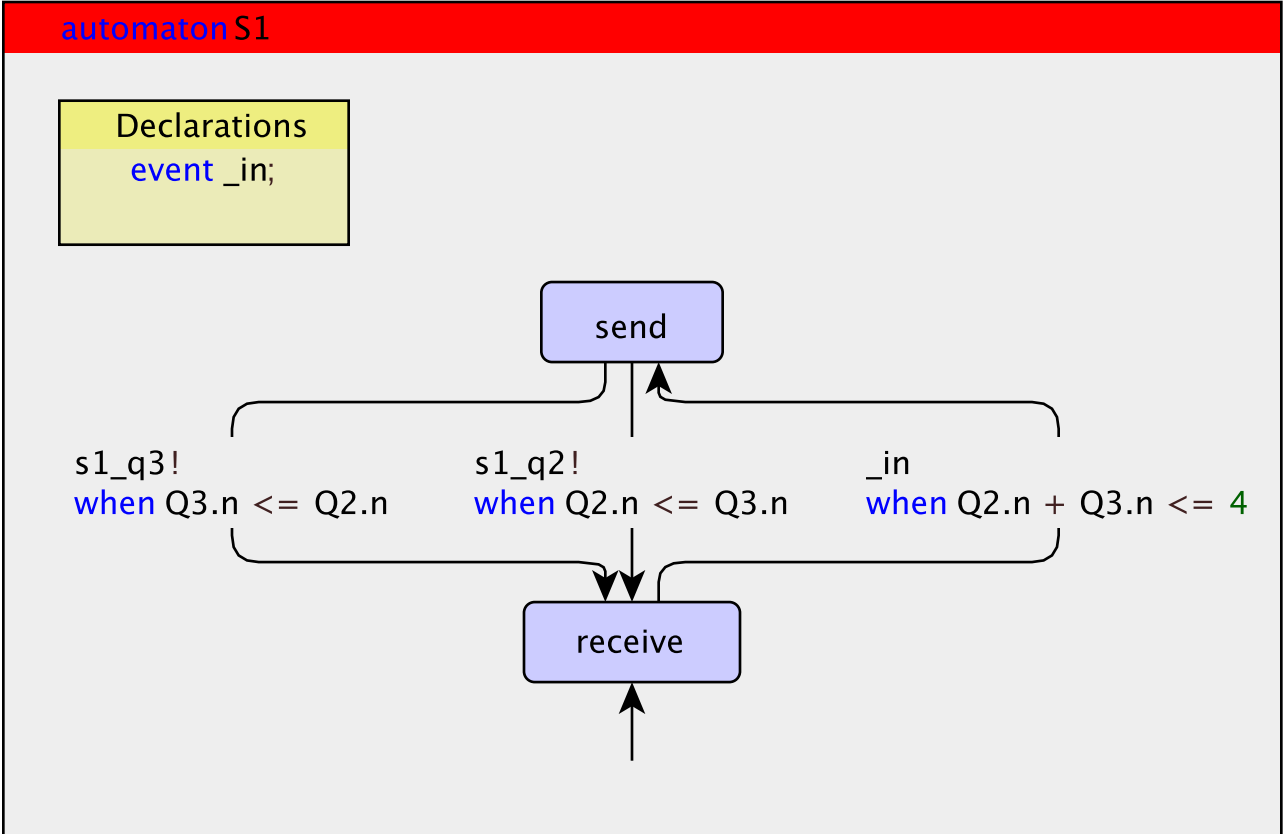 automaton S1
Declarations
event _in;
send
s1_q3!
when Q3.n <= Q2.n
s1_q2!
when Q2.n <= Q3.n
_in
when Q2.n + Q3.n <= 4
receive